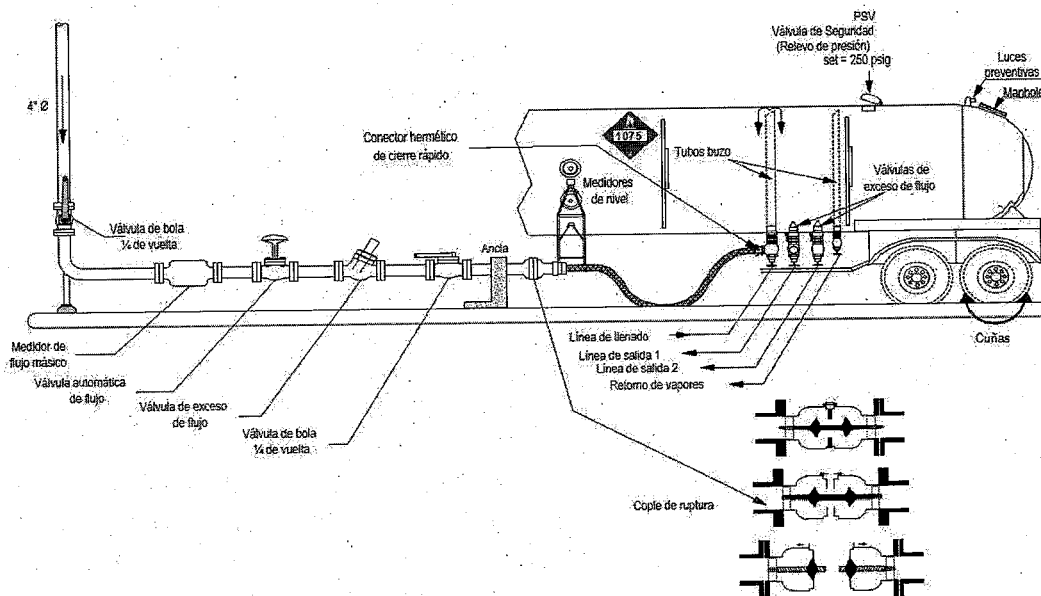 PSV
Válvula de Seguridad
(Relevo de presión)
set = 250 psig
Luces
preventivas
Manhole
4" Ø
Conector hermético
de cierre rápido
1075
Tubos buzo
Medidores
de nivel
Válvulas de
exceso de flujo
Válvula de bola
¼ de vuelta
Ancla
Línea de llenado
Línea de salida 1
Línea de salida 2
Retorno de vapores
Cuñas
Medidor de
flujo másico
Válvula automática
de flujo
Válvula de exceso
de flujo
Válvula de bola
¼ de vuelta
Cople de ruptura